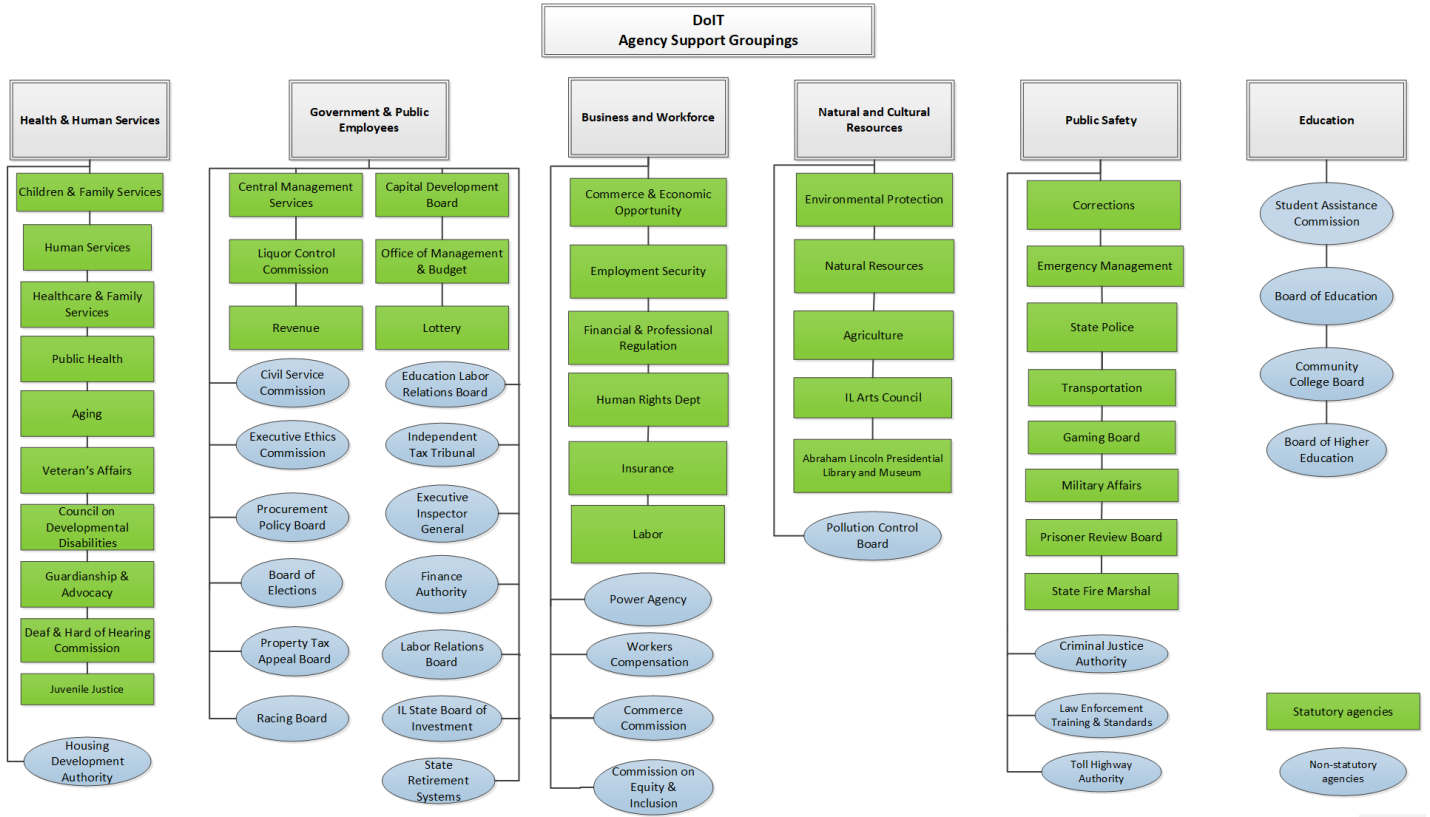 DoIT
Agency Support Groupings
Health & Human Services
Children & Family Services
Human Services
Healthcare & Family
Services
Public Health
Aging
Veteran’s Affairs
Council on
Developmental
Disabilities
Guardianship &
Advocacy
Deaf & Hard of Hearing
Commission
Juvenile Justice
Housing
Development
Authority
Government & Public
Employees
Central Management
Services
Liquor Control
Commission
Revenue
Civil Service
Commission
Executive Ethics
Commission
Procurement
Policy Board
Board of
Elections
Property Tax
Appeal Board
Racing Board
Capital Development
Board
Office of Management
& Budget
Lottery
Education Labor
Relations Board
Independent
Tax Tribunal
Executive
Inspector
General
Finance
Authority
Labor Relations
Board
IL State Board of
Investment
State
Retirement
Systems
Business and Workforce
Commerce & Economic
Opportunity
Employment Security
Financial & Professional
Regulation
Human Rights Dept
Insurance
Labor
Power Agency
Workers
Compensation
Commerce
Commission
Commission on
Equity &
Inclusion
Natural and Cultural
Resources
Environmental Protection
Natural Resources
Agriculture
IL Arts Council
Abraham Lincoln Presidential
Library and Museum
Pollution Control
Board
Public Safety
Corrections
Emergency Management
State Police
Transportation
Gaming Board
Military Affairs
Prisoner Review Board
State Fire Marshal
Criminal Justice
Authority
Law Enforcement
Training & Standards
Toll Highway
Authority
Education
Student Assistance
Commission
Board of Education
Community
College Board
Board of Higher
Education
Statutory agencies
Non-statutory
agencies